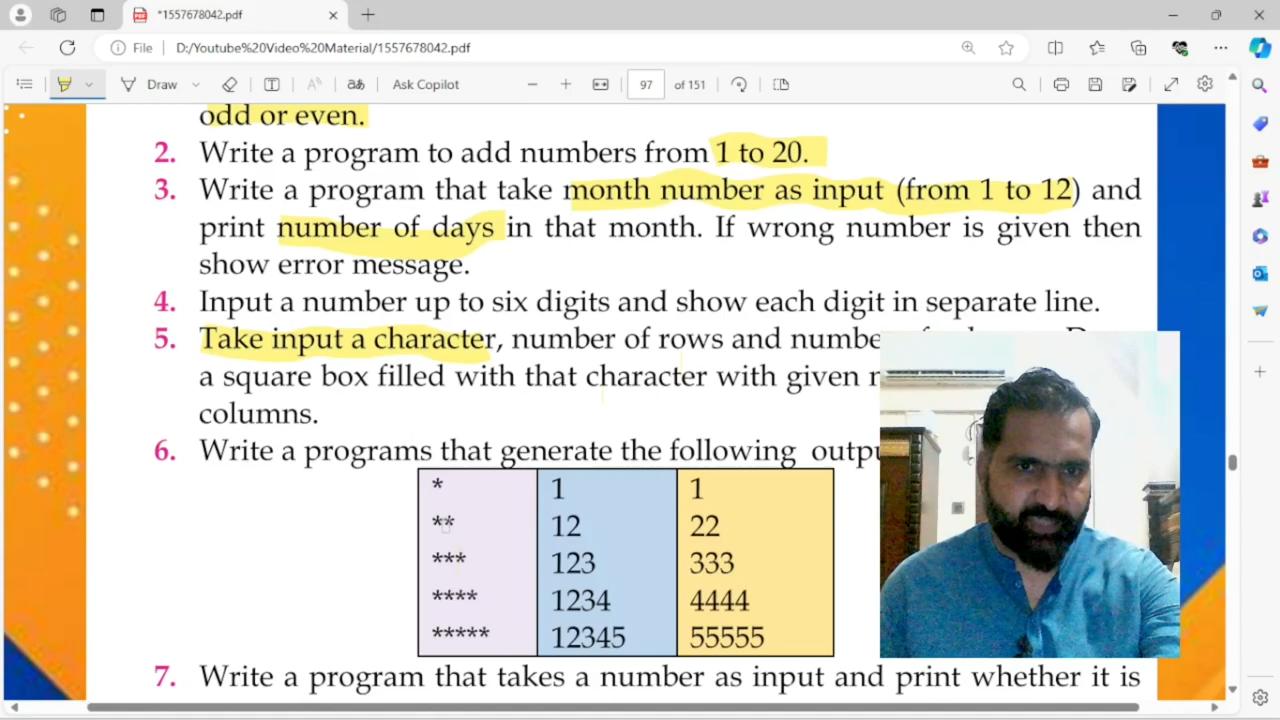 *1557678042.pdf
File D:/Youtube%20Video%20Material/1557678042.pdf
Draw Ask Copilot 97 of 151
odd or even.
2. Write a program to add numbers from 1 to 20.
3. Write a program that take month number as input (from 1 to 12) and
print number of days in that month. If wrong number is given then
show error message.
4. Input a number up to six digits and show each digit in separate line.
5. Take input a character, number of rows and
a square box filled with that character with given
columns.
6. Write a programs that generate the following
* 1 1
** 12 22
*** 123 333
**** 1234 4444
***** 12345 55555
7. Write a program that takes a number as input and print whether it is